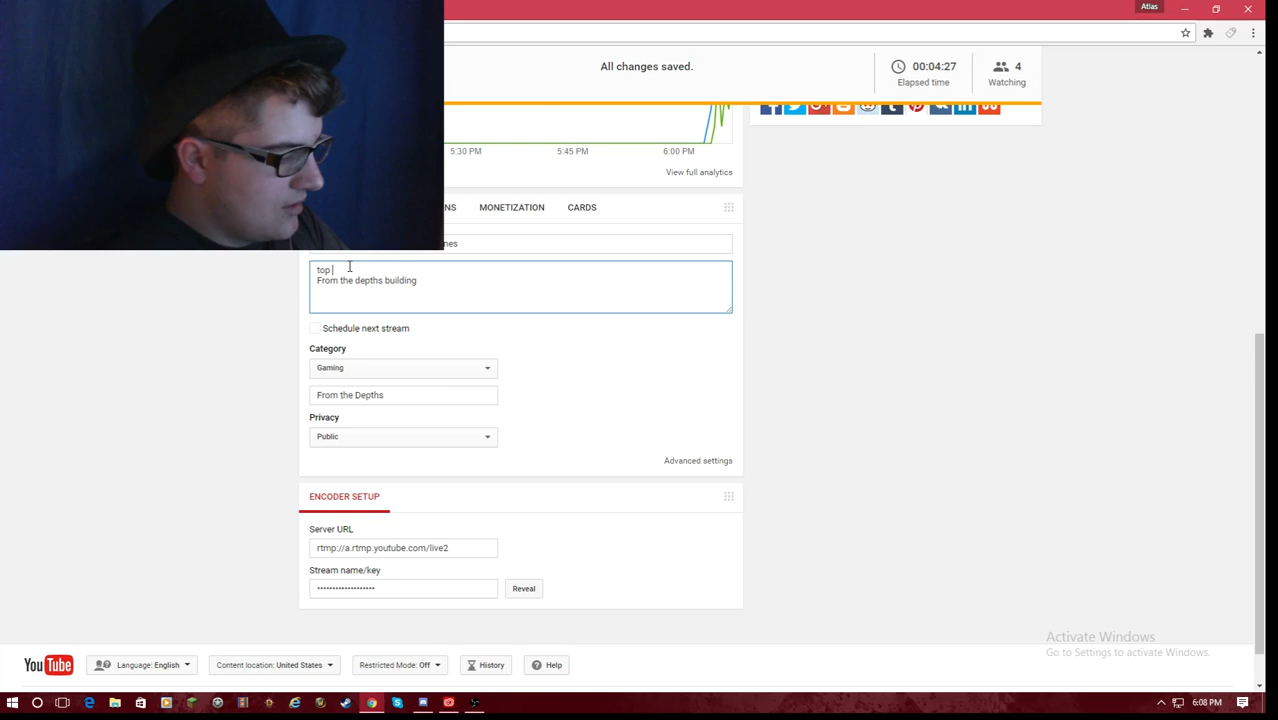 Atlas
All changes saved.
00:04:27
Elapsed time
4
Watching
5:30 PM
5:45 PM
6:00 PM
View full analytics
NS
MONETIZATION
CARDS
nes
top
From the depths building
Schedule next stream
Category
Gaming
From the Depths
Privacy
Public
Advanced settings
ENCODER SETUP
Server URL
rtmp://a.rtmp.youtube.com/live2
Stream name/key
Reveal
Activate Windows
Go to Settings to activate Windows.
YouTube
Language: English
Content location: United States
Restricted Mode: Off
History
Help
6:08 PM